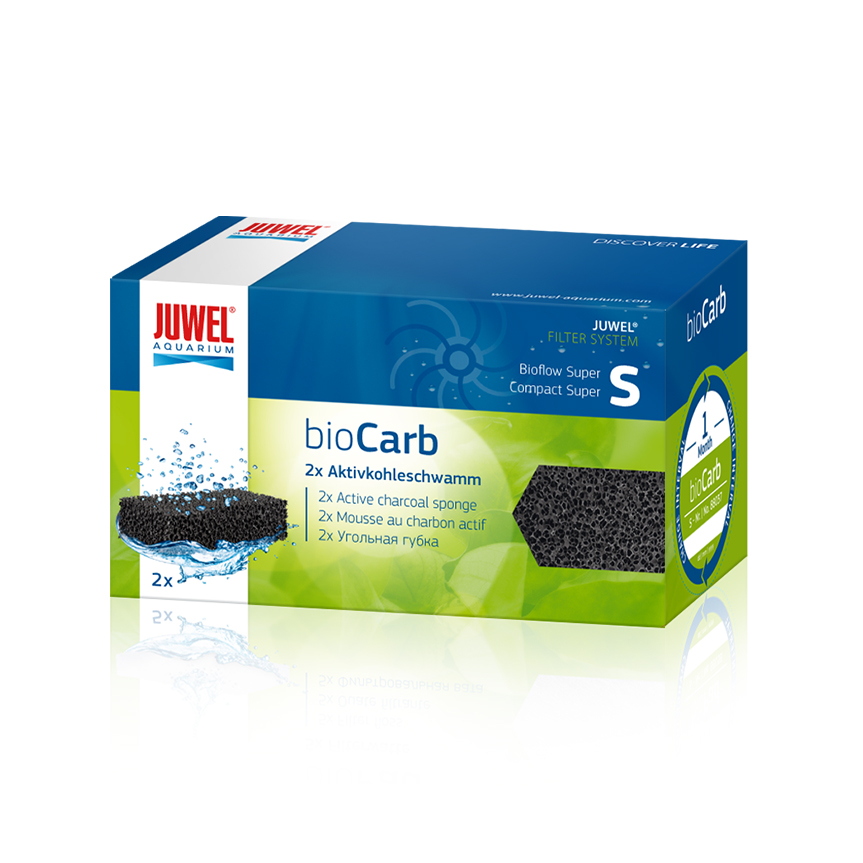 JUWEL®
AQUARIUM
DISCOVER LIFE
www.juwel-aquarium.com
JUWEL®
AQUARIUM
JUWEL®
FILTER SYSTEM
Bioflow Super
Compact Super
S
bioCarb
2x Aktivkohleschwamm
2x Active charcoal sponge
2x Mousse au charbon actif
2x Угольная губка
2x
bioCarb
1
Month
bioCarb